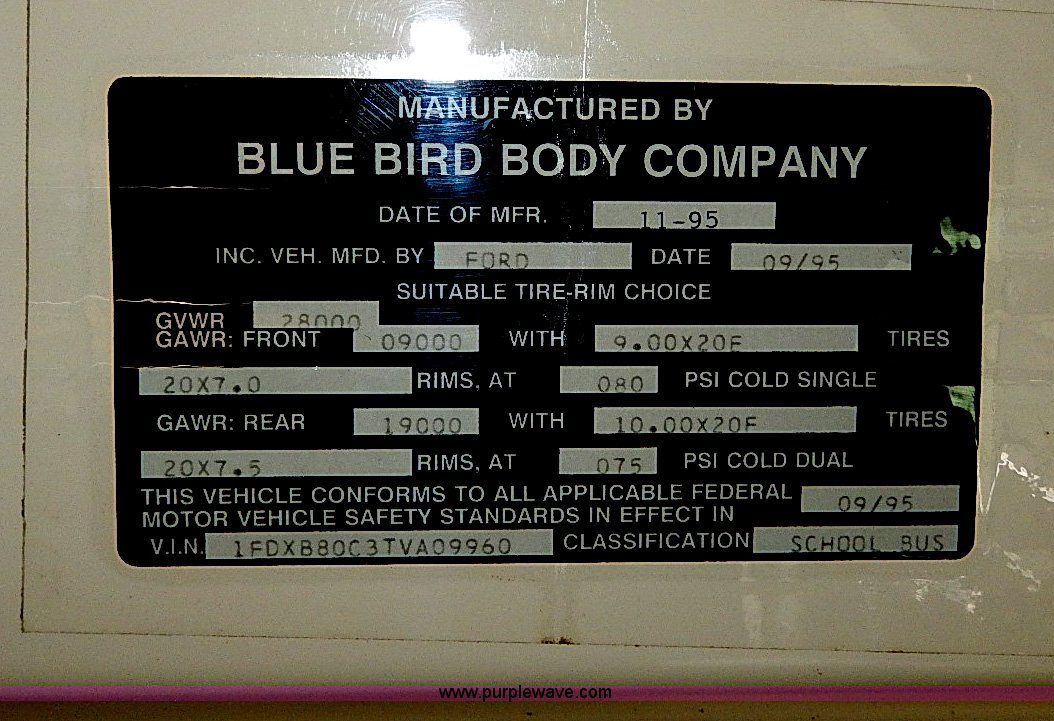 MANUFACTURED BY
BLUE BIRD BODY COMPANY
DATE OF MFR. 11-95
INC. VEH. MFD. BY FORD DATE 09/95
SUITABLE TIRE-RIM CHOICE
GVWR 28000
GAWR: FRONT 09000 WITH 9.00X20F TIRES
20X7.0 RIMS, AT 080 PSI COLD SINGLE
GAWR: REAR 19000 WITH 10.00X20F TIRES
20X7.5 RIMS, AT 075 PSI COLD DUAL
THIS VEHICLE CONFORMS TO ALL APPLICABLE FEDERAL
MOTOR VEHICLE SAFETY STANDARDS IN EFFECT IN 09/95
V.I.N. 1FDXB80C3TVA09960 CLASSIFICATION SCHOOL BUS
www.purplewave.com